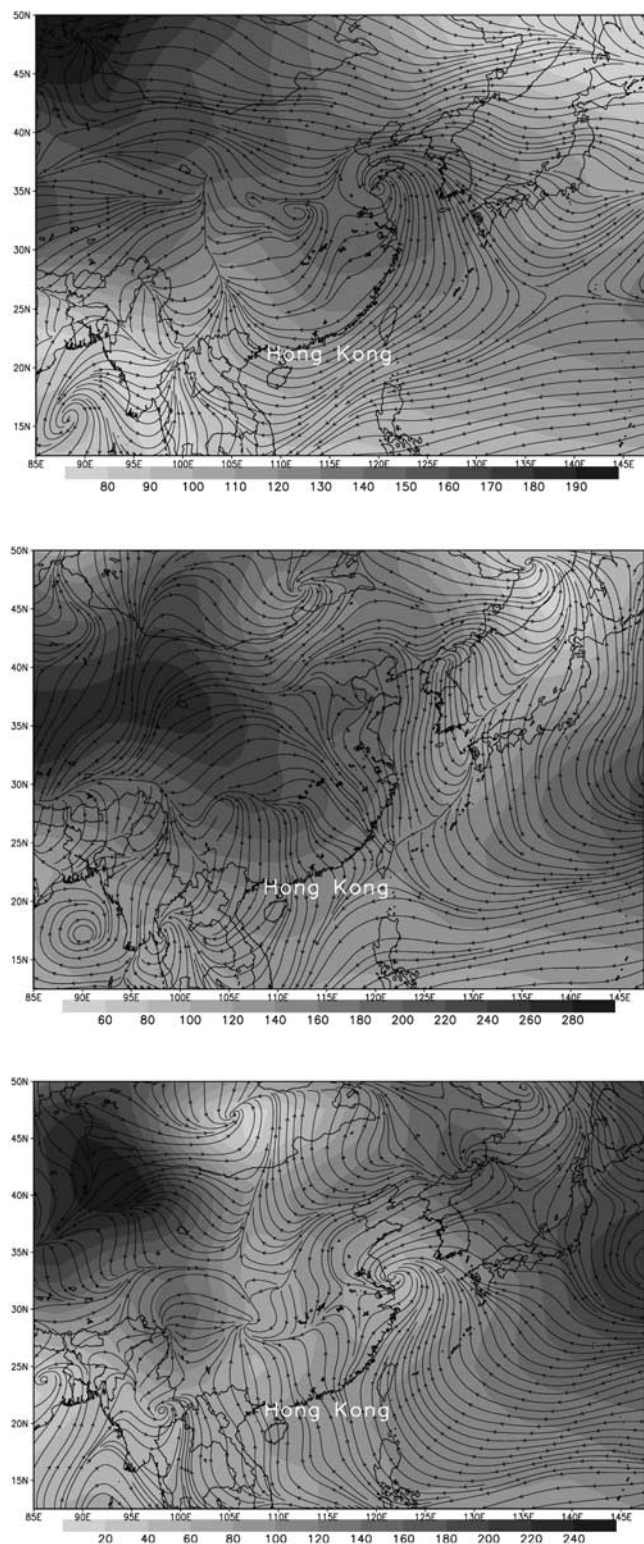 50N
45N
40N
35N
30N
25N
20N
15N
Hong Kong
85E 90E 95E 100E 105E 110E 115E 120E 125E 130E 135E 140E 145E
80 90 100 110 120 130 140 150 160 170 180 190
50N
45N
40N
35N
30N
25N
20N
15N
Hong Kong
85E 90E 95E 100E 105E 110E 115E 120E 125E 130E 135E 140E 145E
60 80 100 120 140 160 180 200 220 240 260 280
50N
45N
40N
35N
30N
25N
20N
15N
Hong Kong
85E 90E 95E 100E 105E 110E 115E 120E 125E 130E 135E 140E 145E
20 40 60 80 100 120 140 160 180 200 220 240